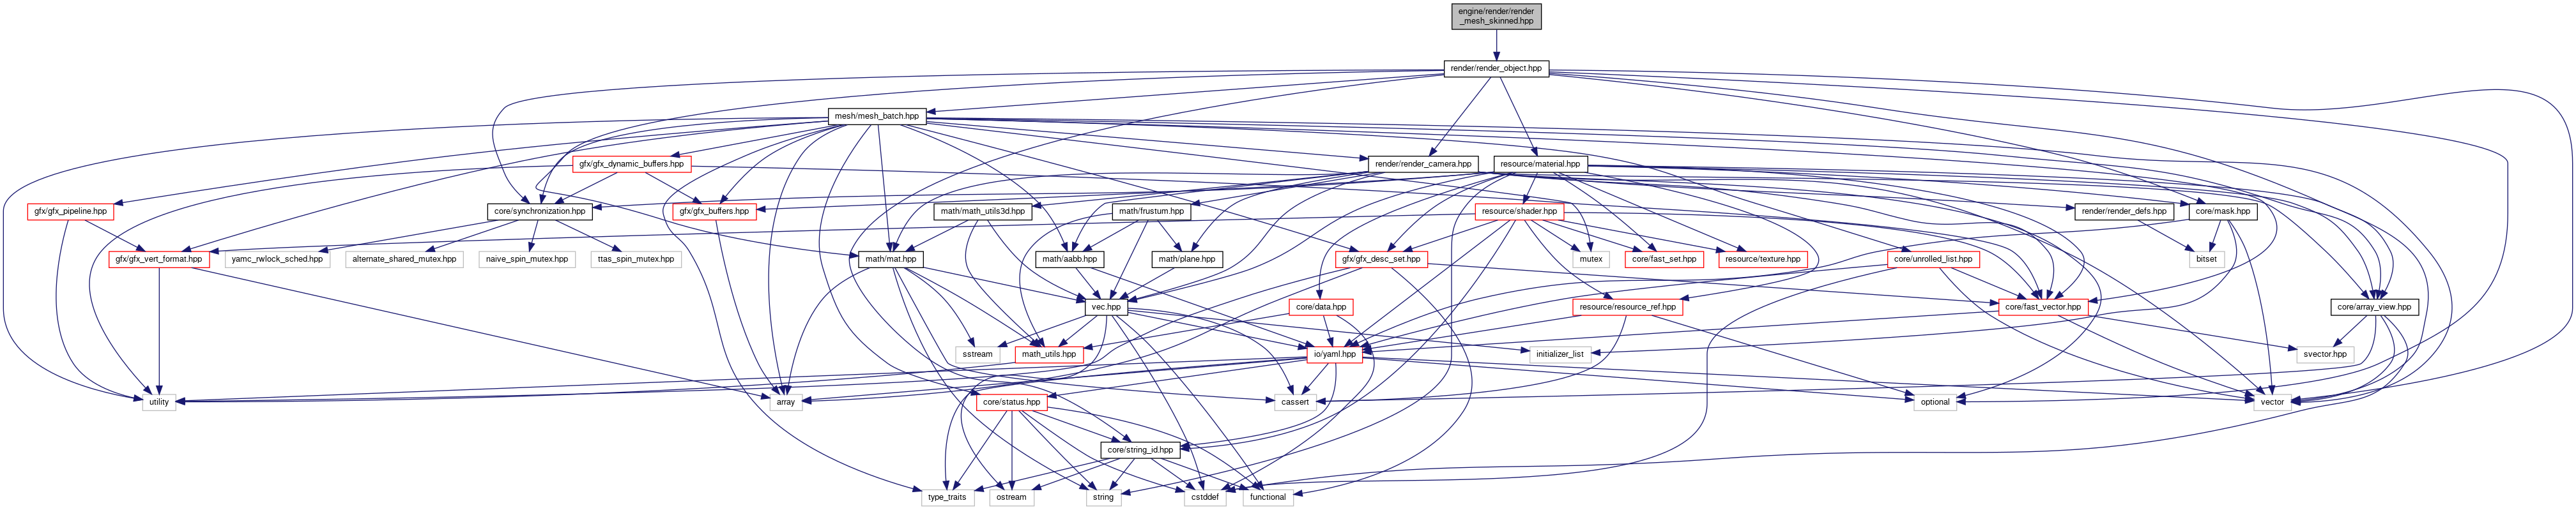 engine/render/render
_mesh_skinned.hpp
render/render_object.hpp
mesh/mesh_batch.hpp
gfx/gfx_dynamic_buffers.hpp
render/render_camera.hpp
resource/material.hpp
gfx/gfx_pipeline.hpp
core/synchronization.hpp
gfx/gfx_buffers.hpp
math/math_utils3d.hpp
math/frustum.hpp
resource/shader.hpp
render/render_defs.hpp
core/mask.hpp
gfx/gfx_vert_format.hpp
yamc_rwlock_sched.hpp
alternate_shared_mutex.hpp
naive_spin_mutex.hpp
ttas_spin_mutex.hpp
math/mat.hpp
math/aabb.hpp
math/plane.hpp
gfx/gfx_desc_set.hpp
mutex
core/fast_set.hpp
resource/texture.hpp
core/unrolled_list.hpp
bitset
vec.hpp
core/data.hpp
resource/resource_ref.hpp
core/fast_vector.hpp
core/array_view.hpp
sstream
math_utils.hpp
io/yaml.hpp
initializer_list
svector.hpp
utility
array
core/status.hpp
cassert
optional
vector
core/string_id.hpp
type_traits
ostream
string
cstddef
functional